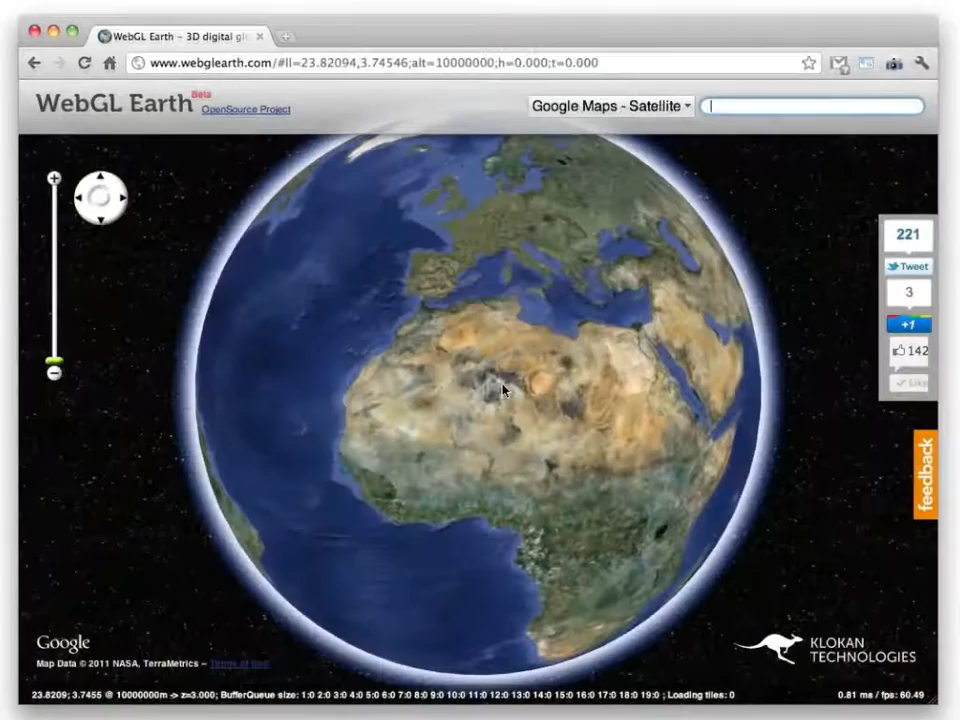 WebGL Earth – 3D digital gl
www.webglearth.com/#ll=23.82094,3.74546;alt=10000000;h=0.000;t=0.000
WebGL Earth Beta
OpenSource Project
Google Maps - Satellite
221
Tweet
3
+1
142
Like
feedback
Google
KLOKAN
TECHNOLOGIES
Map Data © 2011 NASA, TerraMetrics – Terms of Use
23.8209; 3.7455 @ 10000000m -> z=3.000; BufferQueue size: 1:0 2:0 3:0 4:0 5:0 6:0 7:0 8:0 9:0 10:0 11:0 12:0 13:0 14:0 15:0 16:0 17:0 18:0 19:0 ; Loading tiles: 0
0.81 ms / fps: 60.49